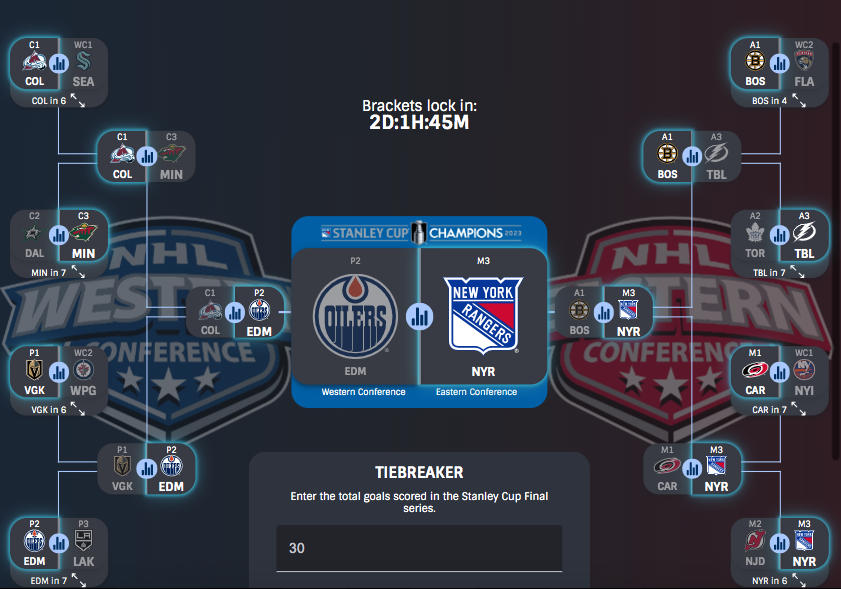 Brackets lock in:
2D:1H:45M
C1 WC1
COL SEA
COL in 6
C1 C3
COL MIN
C2 C3
DAL MIN
MIN in 7
C1 P2
COL EDM
P1 WC2
VGK WPG
VGK in 6
P1 P2
VGK EDM
P2 P3
EDM LAK
EDM in 7
NHL
WESTERN
CONFERENCE
STANLEY CUP CHAMPIONS 2023
P2 M3
OILERS
NEW YORK
RANGERS
EDM NYR
Western Conference Eastern Conference
TIEBREAKER
Enter the total goals scored in the Stanley Cup Final
series.
30
A1 WC2
BOS FLA
BOS in 4
A1 A3
BOS TBL
A2 A3
TOR TBL
TBL in 7
A1 M3
BOS NYR
M1 WC1
CAR NYI
CAR in 7
M1 M3
CAR NYR
M2 M3
NJD NYR
NYR in 6
NHL
TERN
CONFERENCE